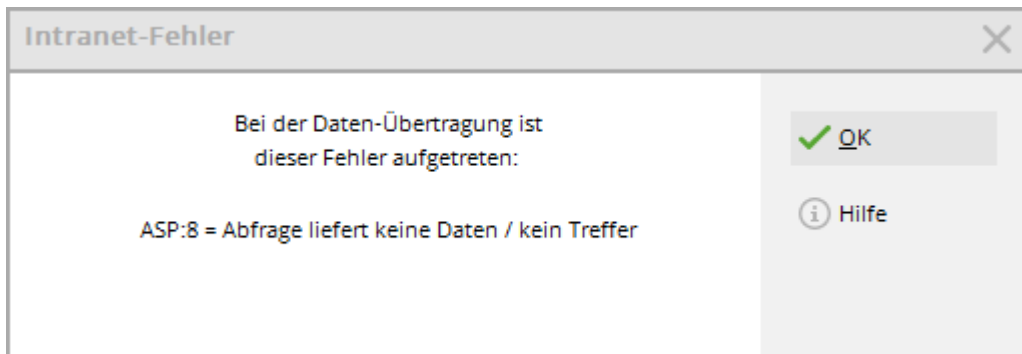 Intranet-Fehler
Bei der Daten-Übertragung ist
dieser Fehler aufgetreten:
ASP:8 = Abfrage liefert keine Daten / kein Treffer
OK
Hilfe